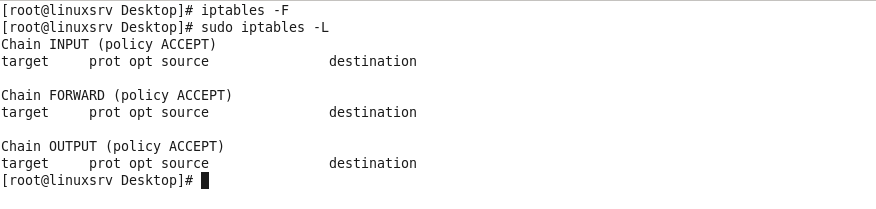 [root@linuxsrv Desktop]# iptables -F
[root@linuxsrv Desktop]# sudo iptables -L
Chain INPUT (policy ACCEPT)
target     prot opt source               destination

Chain FORWARD (policy ACCEPT)
target     prot opt source               destination

Chain OUTPUT (policy ACCEPT)
target     prot opt source               destination
[root@linuxsrv Desktop]#